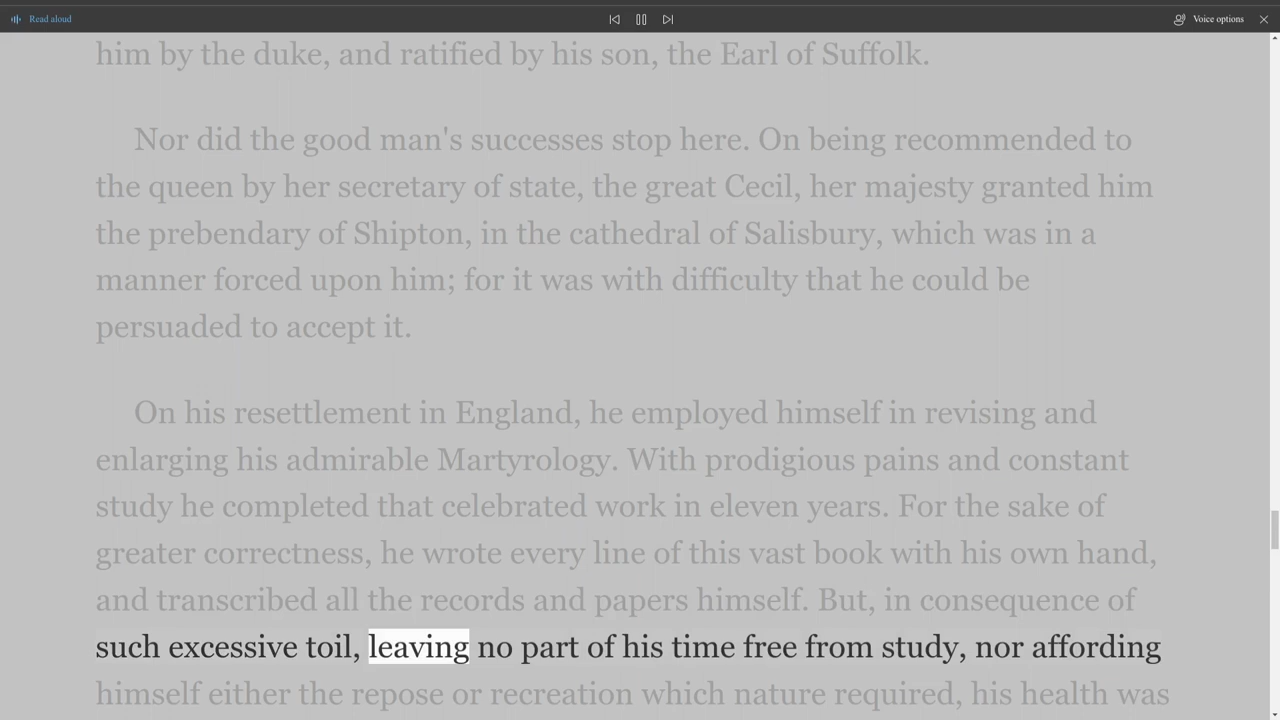 Read aloud
Voice options
him by the duke, and ratified by his son, the Earl of Suffolk.
Nor did the good man's successes stop here. On being recommended to
the queen by her secretary of state, the great Cecil, her majesty granted him
the prebendary of Shipton, in the cathedral of Salisbury, which was in a
manner forced upon him; for it was with difficulty that he could be
persuaded to accept it.
On his resettlement in England, he employed himself in revising and
enlarging his admirable Martyrology. With prodigious pains and constant
study he completed that celebrated work in eleven years. For the sake of
greater correctness, he wrote every line of this vast book with his own hand,
and transcribed all the records and papers himself. But, in consequence of
such excessive toil, leaving no part of his time free from study, nor affording
himself either the repose or recreation which nature required, his health was